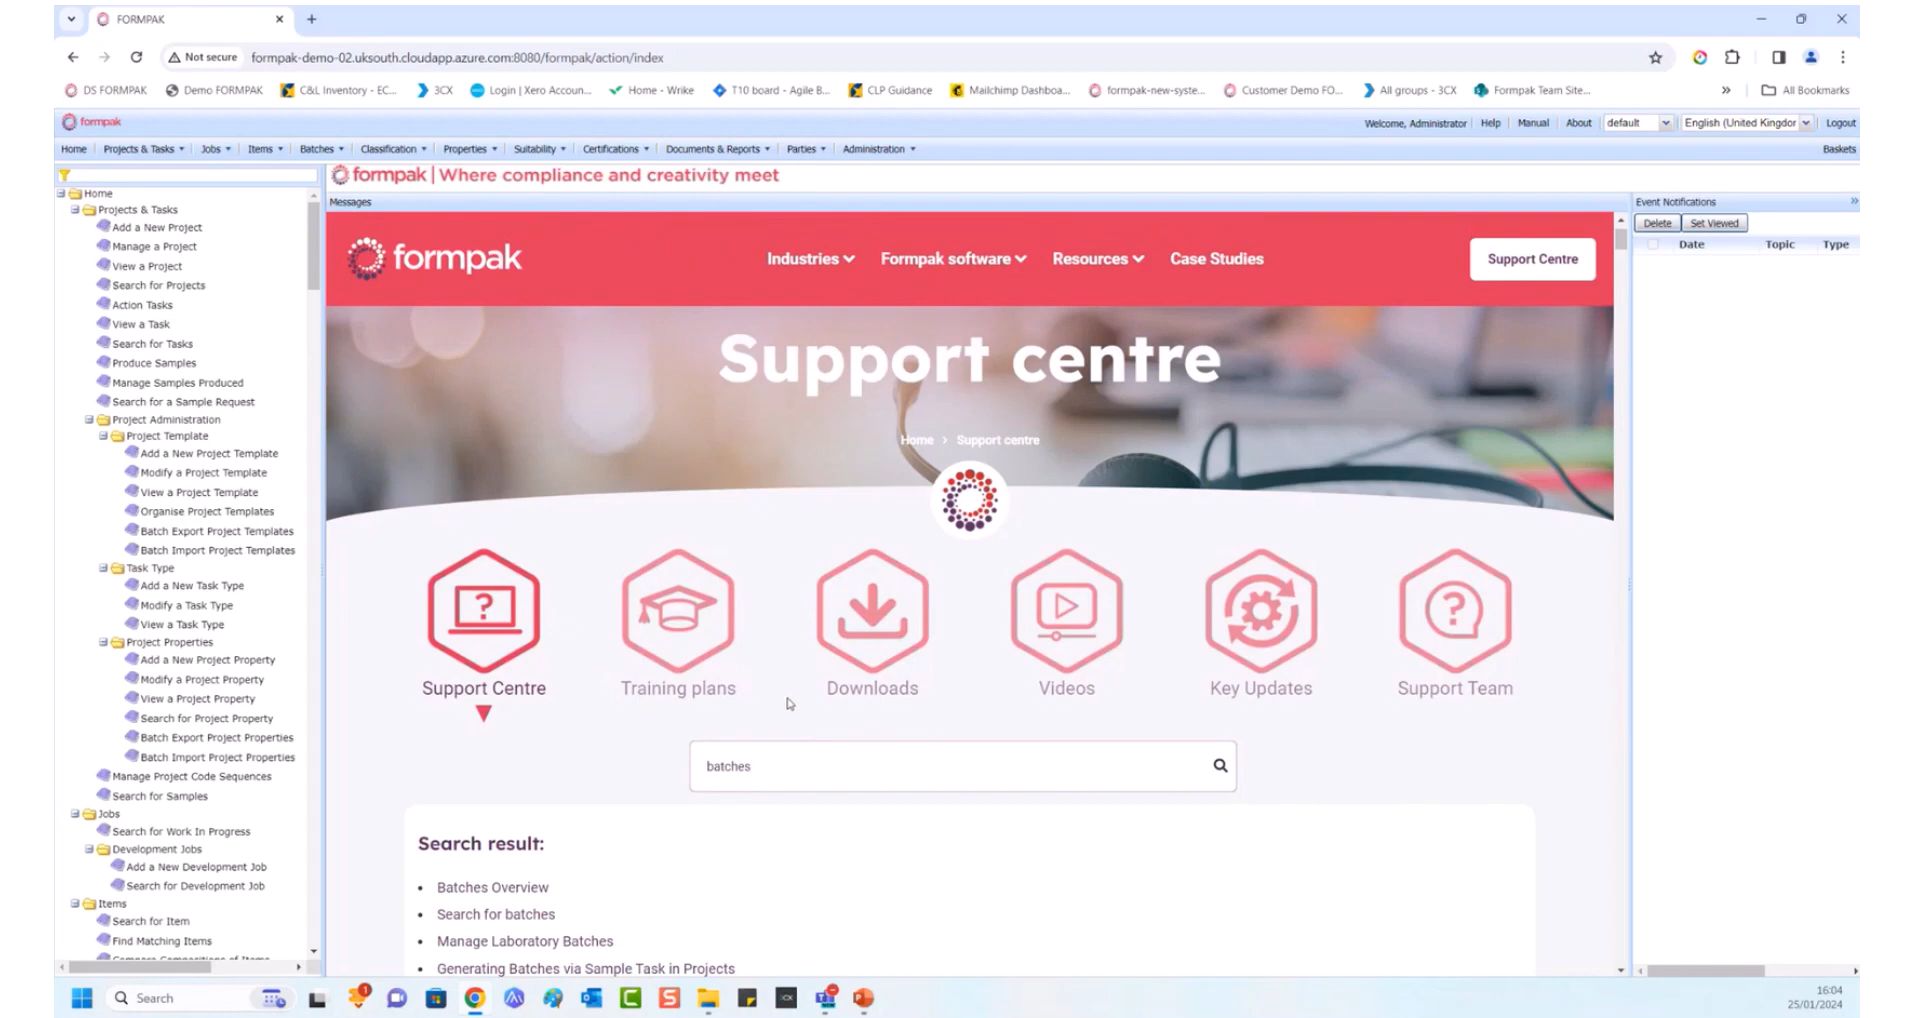 FORMPAK
Not secure formpak-demo-02.uksouth.cloudapp.azure.com:8080/formpak/action/index
DS FORMPAK Demo FORMPAK C&L Inventory - EC... 3CX Login | Xero Accoun... Home - Wrike T10 board - Agile B... CLP Guidance Mailchimp Dashboa... formpak-new-syste... Customer Demo FO... All groups - 3CX Formpak Team Site... » All Bookmarks
formpak Welcome, Administrator Help Manual About default English (United Kingdor Logout
Home Projects & Tasks Jobs Items Batches Classification Properties Suitability Certifications Documents & Reports Parties Administration Baskets
formpak | Where compliance and creativity meet
Home
Projects & Tasks
Add a New Project
Manage a Project
View a Project
Search for Projects
Action Tasks
View a Task
Search for Tasks
Produce Samples
Manage Samples Produced
Search for a Sample Request
Project Administration
Project Template
Add a New Project Template
Modify a Project Template
View a Project Template
Organise Project Templates
Batch Export Project Templates
Batch Import Project Templates
Task Type
Add a New Task Type
Modify a Task Type
View a Task Type
Project Properties
Add a New Project Property
Modify a Project Property
View a Project Property
Search for Project Property
Batch Export Project Properties
Batch Import Project Properties
Manage Project Code Sequences
Search for Samples
Jobs
Search for Work In Progress
Development Jobs
Add a New Development Job
Search for Development Job
Items
Search for Item
Find Matching Items
Compare Compositions of Items
Messages
formpak Industries Formpak software Resources Case Studies Support Centre
Support centre
Home > Support centre
Support Centre Training plans Downloads Videos Key Updates Support Team
batches
Search result:
• Batches Overview
• Search for batches
• Manage Laboratory Batches
• Generating Batches via Sample Task in Projects
Event Notifications »
Delete Set Viewed
Date Topic Type
Search
16:04
25/01/2024